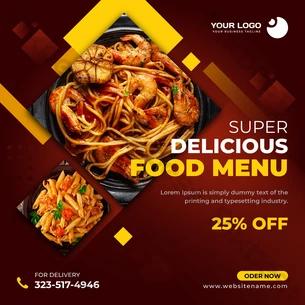 YOUR LOGO
YOUR BUSINESS TAGLINE
SUPER
DELICIOUS
FOOD MENU
Lorem Ipsum is simply dummy text of the
printing and typesetting industry.
25% OFF
FOR DELIVERY
323-517-4946
ODER NOW
www.websitename.com